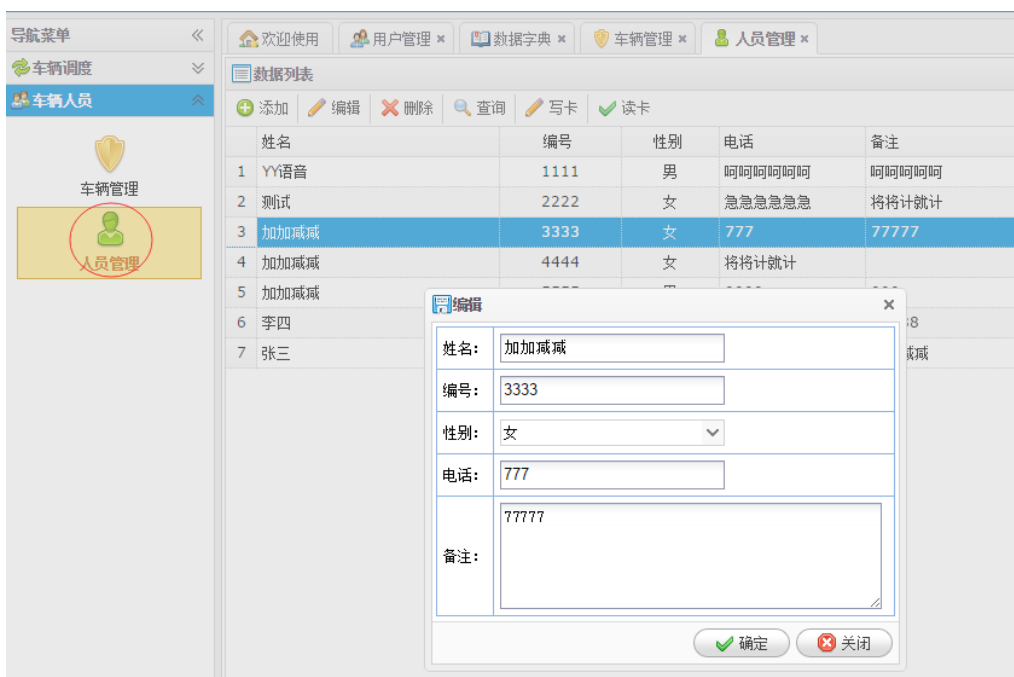 导航菜单
欢迎使用 用户管理 数据字典 车辆管理 人员管理
车辆调度
数据列表
车辆人员
添加 编辑 删除 查询 写卡 读卡
姓名 编号 性别 电话 备注
车辆管理
人员管理
1 YY语音 1111 男 呵呵呵呵呵呵 呵呵呵呵呵
2 测试 2222 女 急急急急急急 将将计就计
3 加加减减 3333 女 777 77777
4 加加减减 4444 女 将将计就计
5 加加减减
6 李四
7 张三
编辑
姓名: 加加减减
编号: 3333
性别: 女
电话: 777
备注: 77777
确定 关闭